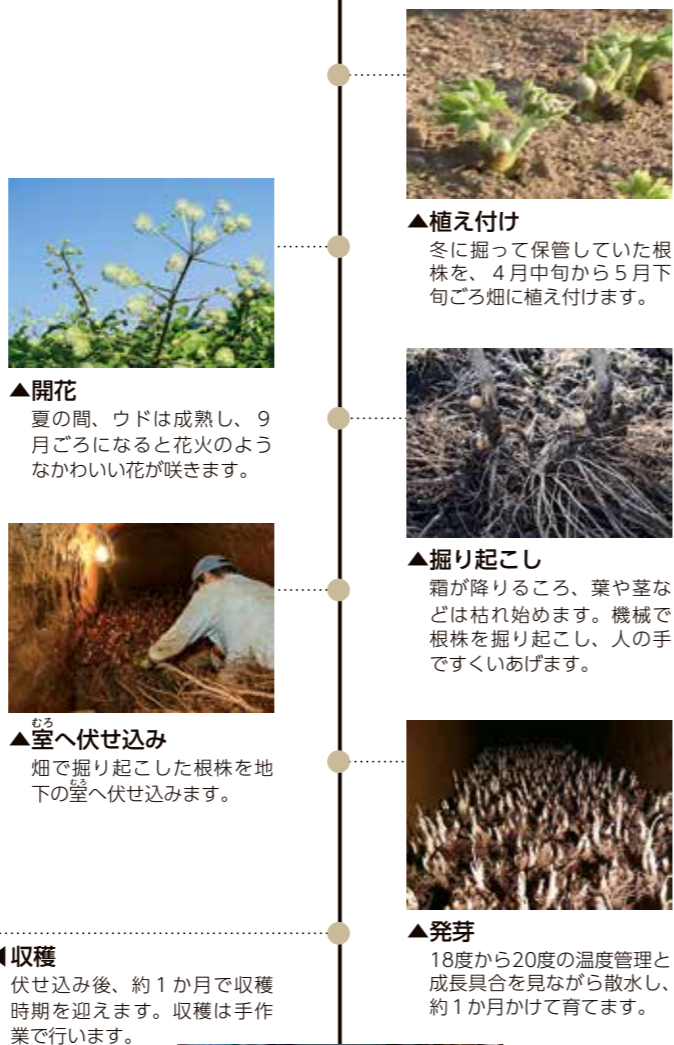 ▲植え付け
冬に掘って保管していた根
株を、４月中旬から５月下
旬ごろ畑に植え付けます。
▲開花
夏の間、ウドは成熟し、９
月ごろになると花火のよう
なかわいい花が咲きます。
▲掘り起こし
霜が降りるころ、葉や茎な
どは枯れ始めます。機械で
根株を掘り起こし、人の手
ですくいあげます。
むろ
▲室へ伏せ込み
畑で掘り起こした根株を地
むろ
下の室へ伏せ込みます。
▲発芽
18度から20度の温度管理と
成長具合を見ながら散水し、
約１か月かけて育てます。
収穫
伏せ込み後、約１か月で収穫
時期を迎えます。収穫は手作
業で行います。